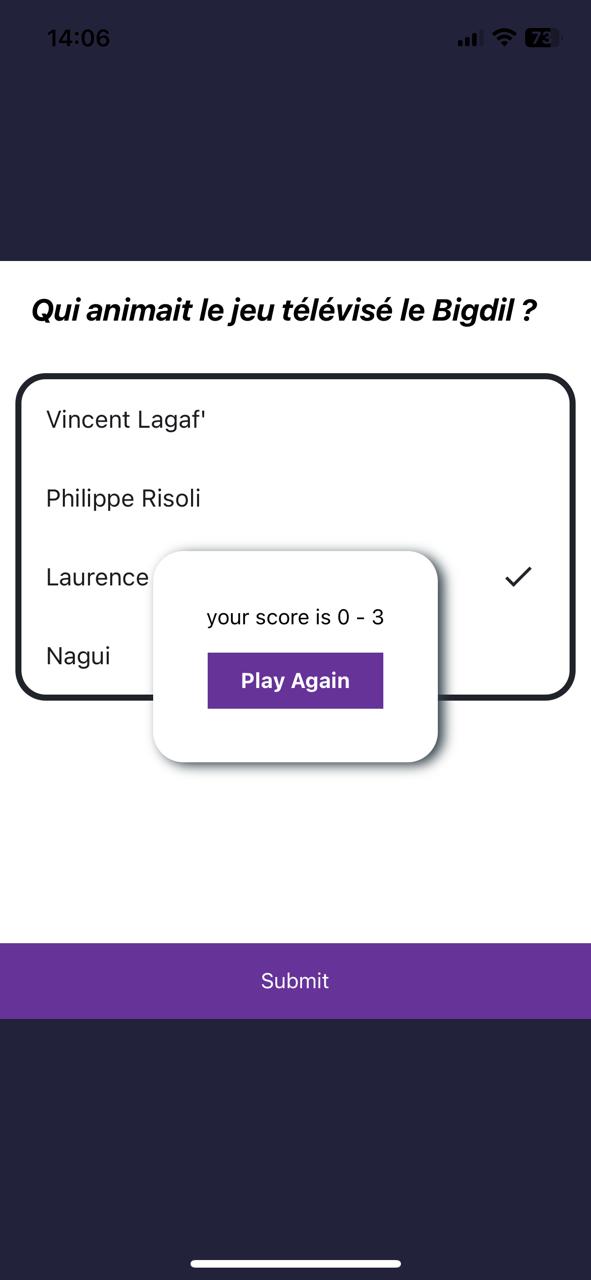 14:06
73
Qui animait le jeu télévisé le Bigdil ?
Vincent Lagaf'
Philippe Risoli
Laurence
Nagui
your score is 0 - 3
Play Again
Submit